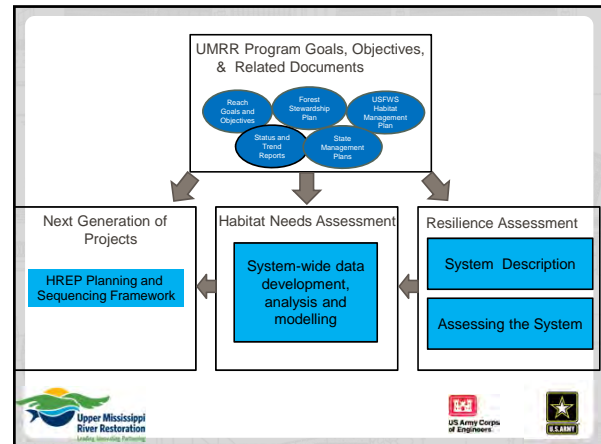 UMRR Program Goals, Objectives,
& Related Documents
Reach
Goals and
Objectives
Forest
Stewardship
Plan
USFWS
Habitat
Management
Plan
Status and
Trend
Reports
State
Management
Plans
Next Generation of
Projects
HREP Planning and
Sequencing Framework
Habitat Needs Assessment
System-wide data
development,
analysis and
modelling
Resilience Assessment
System Description
Assessing the System
Upper Mississippi
River Restoration
Leading Innovating Partnering
US Army Corps
of Engineers
U.S.ARMY